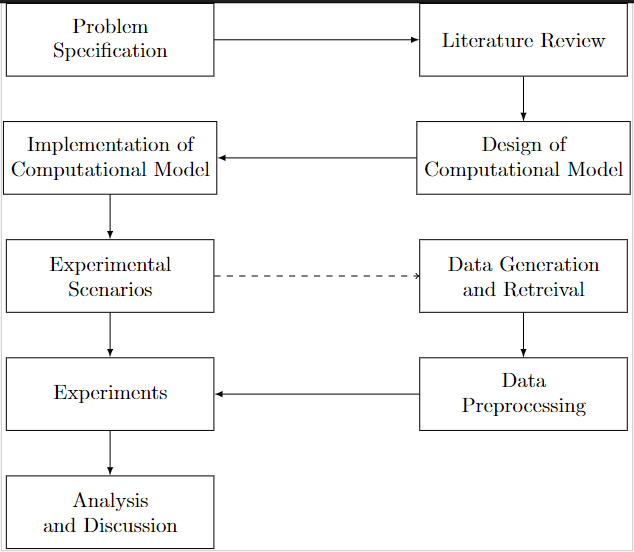 Problem
Specification
Literature Review
Implementation of
Computational Model
Design of
Computational Model
Experimental
Scenarios
Data Generation
and Retreival
Experiments
Data
Preprocessing
Analysis
and Discussion